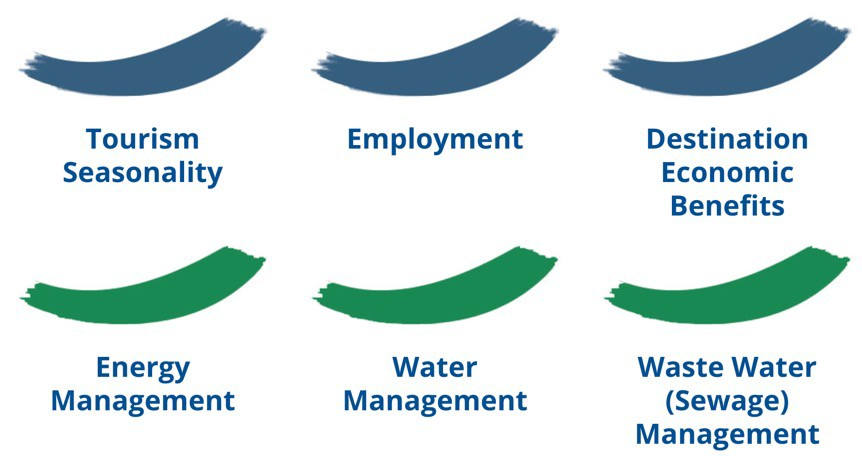 Tourism
Seasonality
Employment
Destination
Economic
Benefits
Energy
Management
Water
Management
Waste Water
(Sewage)
Management